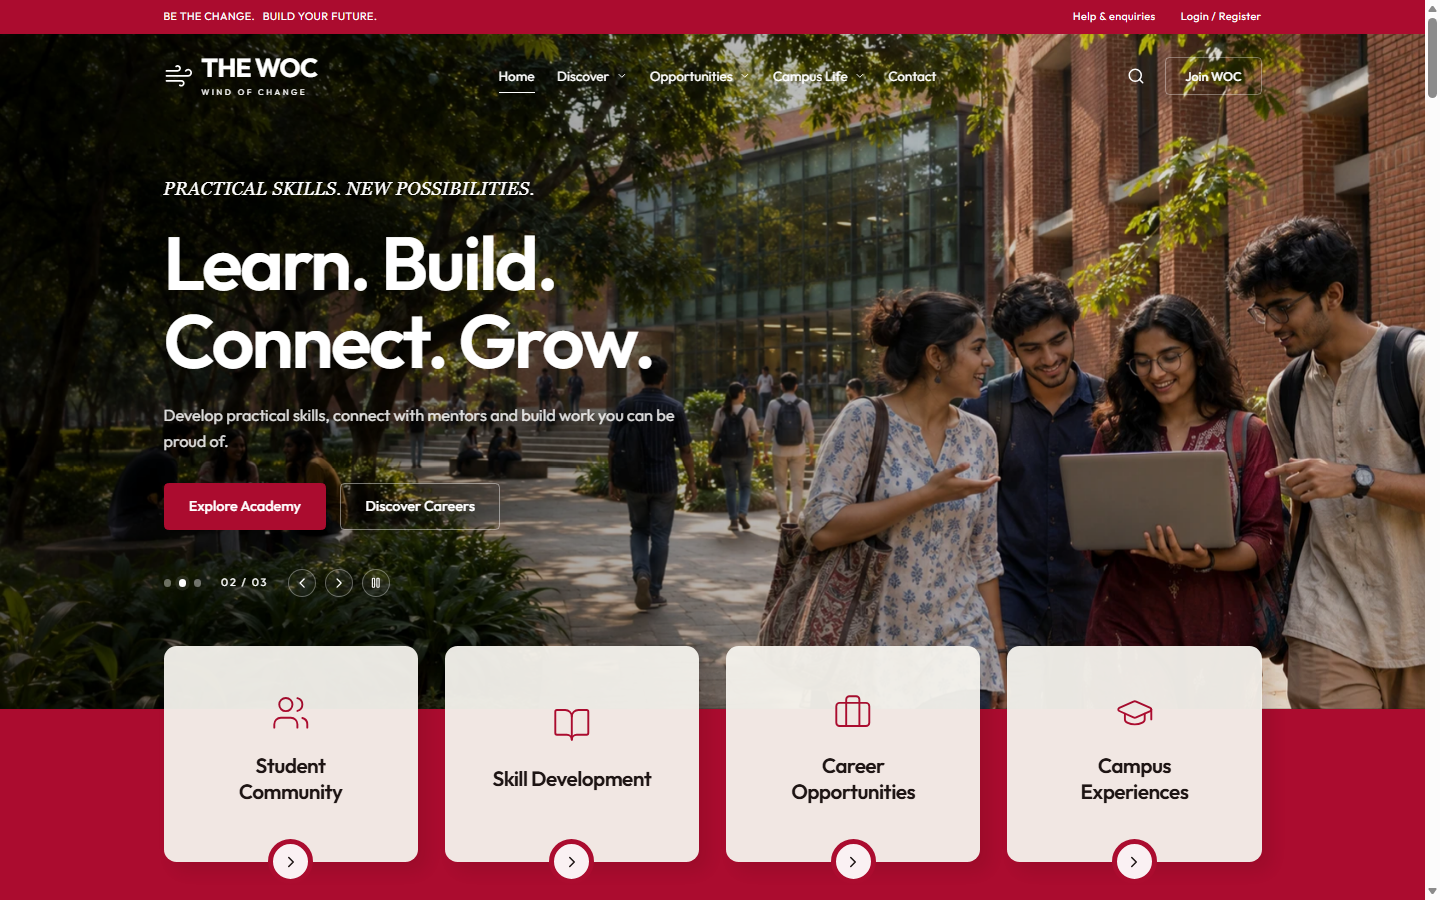 BE THE CHANGE. BUILD YOUR FUTURE.
Help & enquiries
Login / Register
THE WOC
WIND OF CHANGE
Home
Discover
Opportunities
Campus Life
Contact
Join WOC
PRACTICAL SKILLS. NEW POSSIBILITIES.
Learn. Build.
Connect. Grow.
Develop practical skills, connect with mentors and build work you can be
proud of.
Explore Academy
Discover Careers
02 / 03
Student
Community
Skill Development
Career
Opportunities
Campus
Experiences